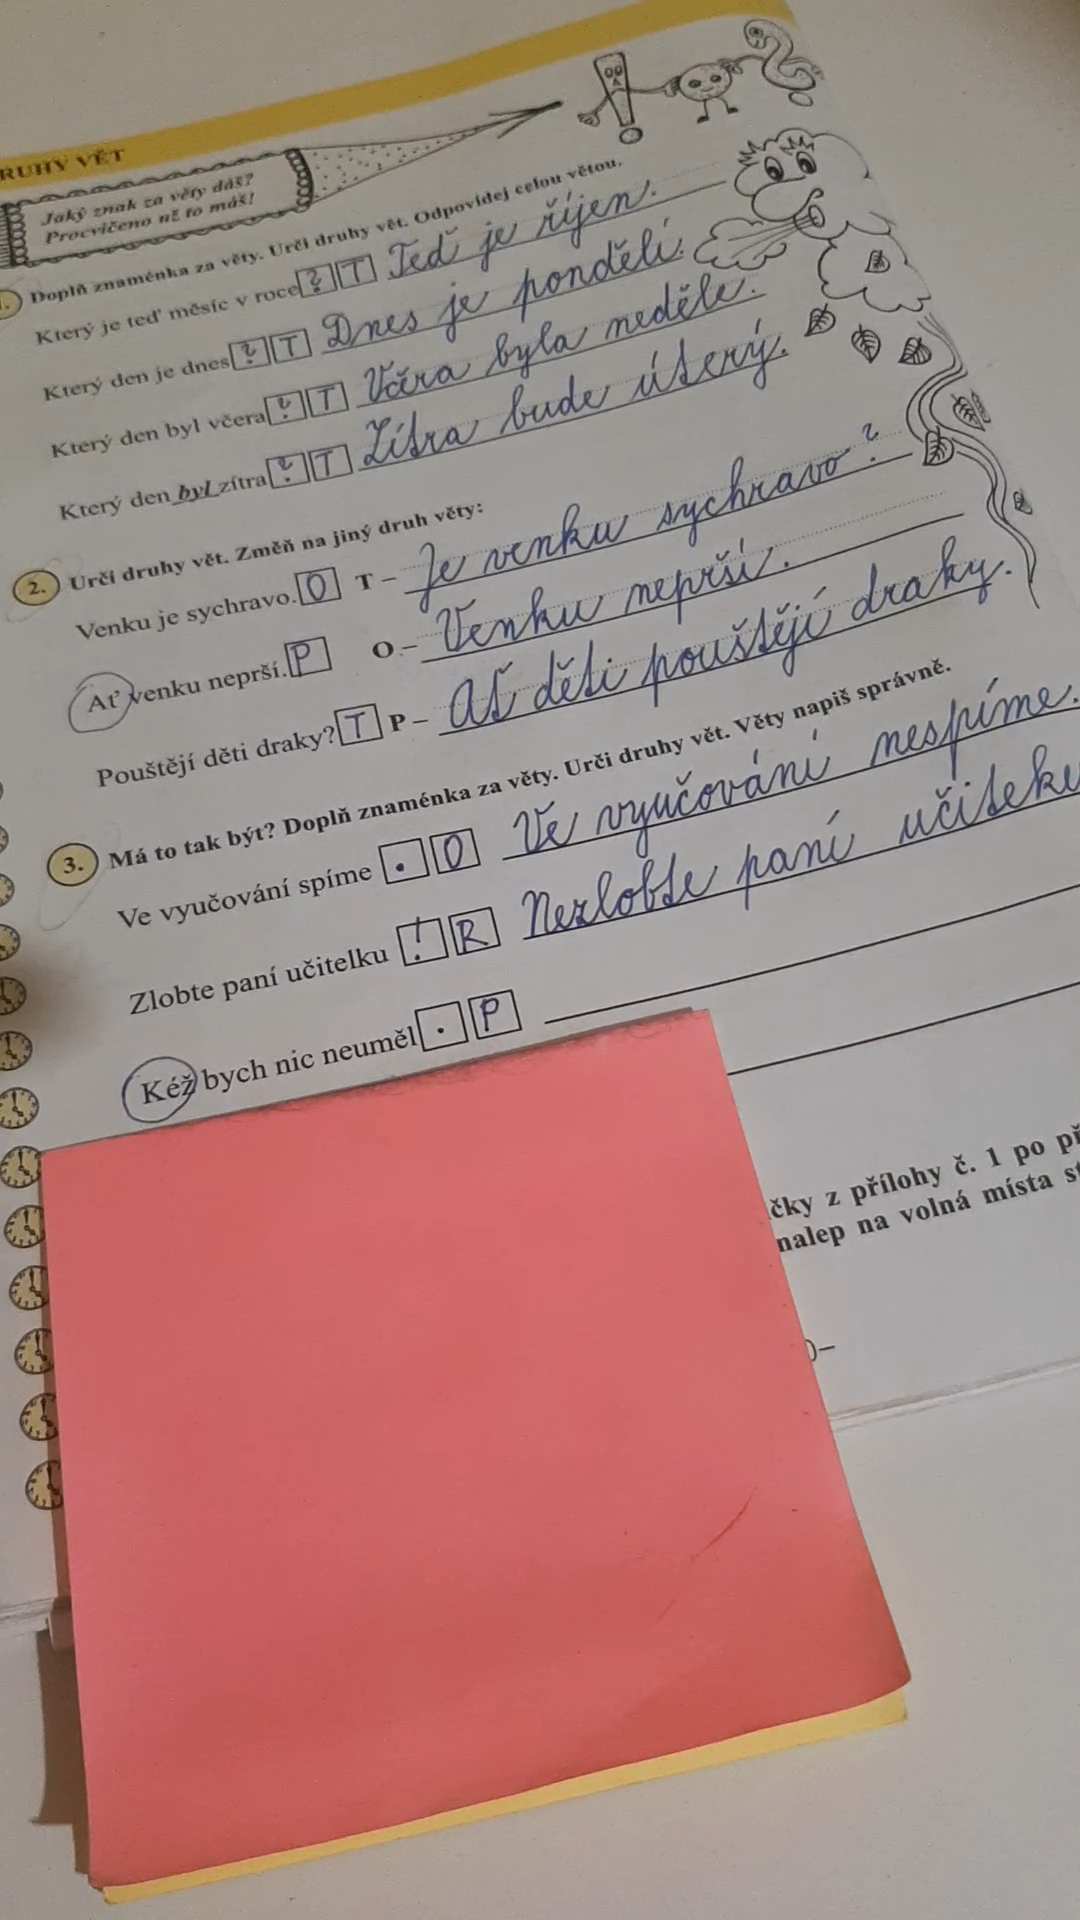 RUHY VĚT
Jaký znak za věty dáš?
Procvičeno už to máš!
1. Doplň znaménka za věty. Urči druhy vět. Odpovídej celou větou.
Který je teď měsíc v roce ? T Teď je říjen.
Který den je dnes ? T Dnes je pondělí.
Který den byl včera ? T Včera byla neděle.
Který den byl zítra ? T Zítra bude úterý.
2. Urči druhy vět. Změň na jiný druh věty:
Venku je sychravo. O T – Je venku sychravo?
Ať venku neprší. P O – Venku neprší.
Pouštějí děti draky? T P – Ať děti pouštějí draky.
3. Má to tak být? Doplň znaménka za věty. Urči druhy vět. Věty napiš správně.
Ve vyučování spíme . O Ve vyučování nespíme.
Zlobte paní učitelku ! R Nezlobte paní učitelku
Kéž bych nic neuměl . P
čky z přílohy č. 1 po př
nalep na volná místa st